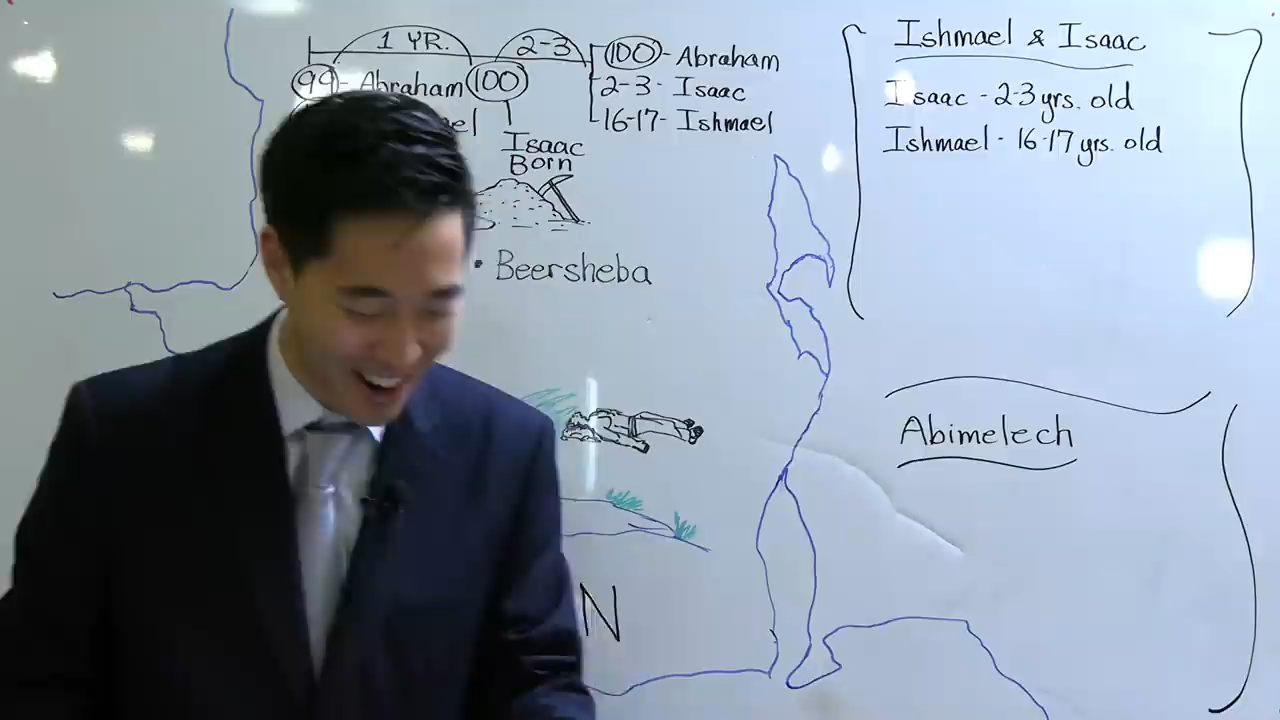 1 YR.
2-3
99 - Abraham
100
100 - Abraham
2-3 - Isaac
16-17 - Ishmael
Isaac
Born
• Beersheba
N
Ishmael & Isaac
Isaac - 2-3 yrs. old
Ishmael - 16-17 yrs. old
Abimelech